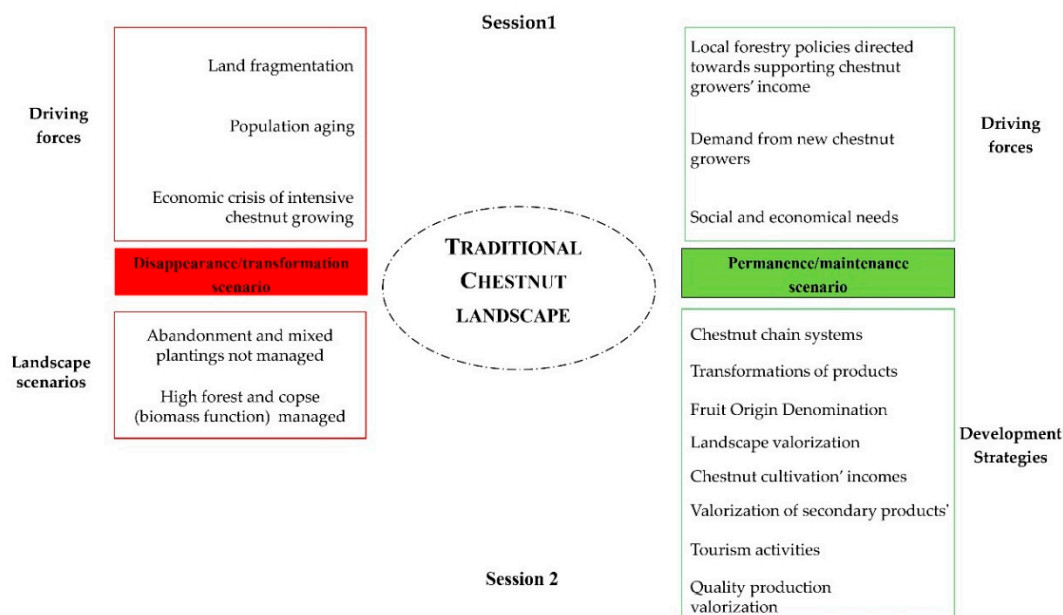 Session1
Driving
forces
Land fragmentation
Population aging
Economic crisis of intensive
chestnut growing
Disappearance/transformation
scenario
Landscape
scenarios
Abandonment and mixed
plantings not managed
High forest and copse
(biomass function) managed
TRADITIONAL
CHESTNUT
LANDSCAPE
Local forestry policies directed
towards supporting chestnut
growers' income
Demand from new chestnut
growers
Social and economical needs
Driving
forces
Permanence/maintenance
scenario
Chestnut chain systems
Transformations of products
Fruit Origin Denomination
Landscape valorization
Chestnut cultivation' incomes
Valorization of secondary products'
Tourism activities
Quality production
valorization
Development
Strategies
Session 2